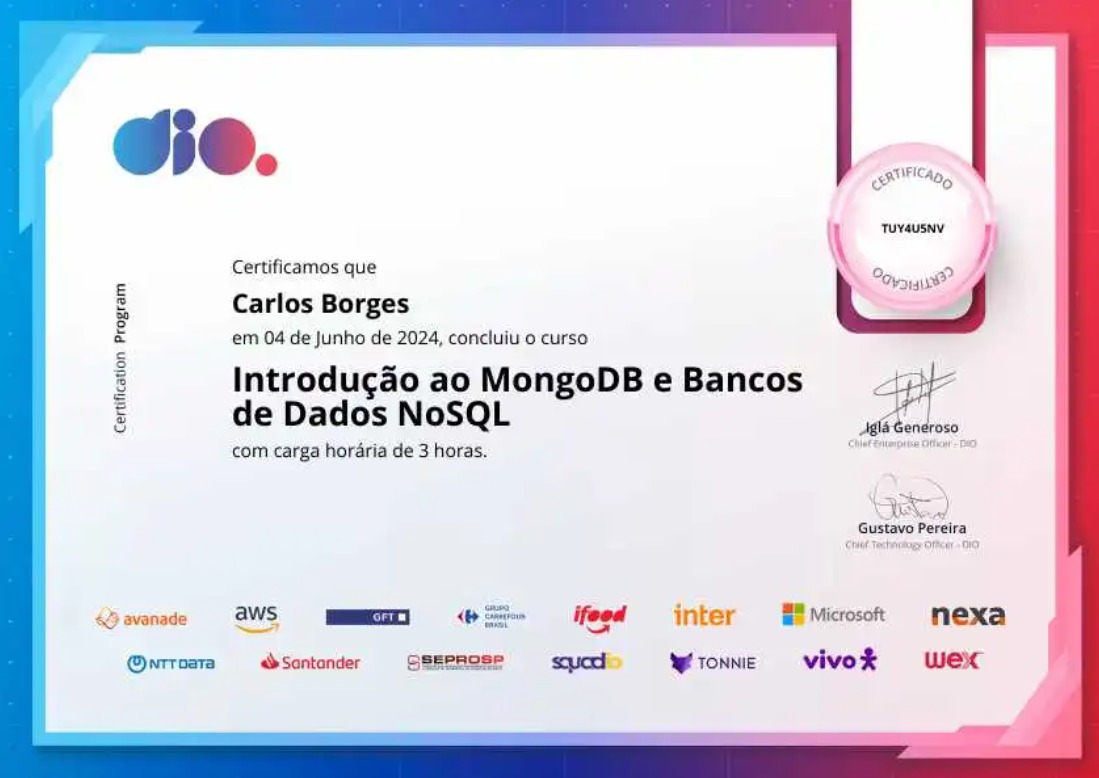 dio.
CERTIFICADO
TUY4U5NV
CERTIFICADO
Certification Program
Certificamos que
Carlos Borges
em 04 de Junho de 2024, concluiu o curso
Introdução ao MongoDB e Bancos
de Dados NoSQL
com carga horária de 3 horas.
Iglá Generoso
Chief Enterprise Officer - DIO
Gustavo Pereira
Chief Technology Officer - DIO
avanade aws GFT GRUPO CARREFOUR BRASIL ifood inter Microsoft nexa
NTT DATA Santander SEPROSP squadio TONNIE vivo wex